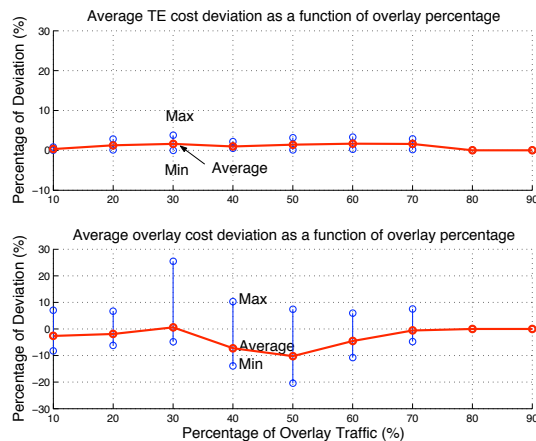 Average TE cost deviation as a function of overlay percentage
Percentage of Deviation (%)
30
20
10
0
−10
Max
Min
Average
10 20 30 40 50 60 70 80 90
Average overlay cost deviation as a function of overlay percentage
Percentage of Deviation (%)
30
20
10
0
−10
−20
−30
Max
Average
Min
10 20 30 40 50 60 70 80 90
Percentage of Overlay Traffic (%)